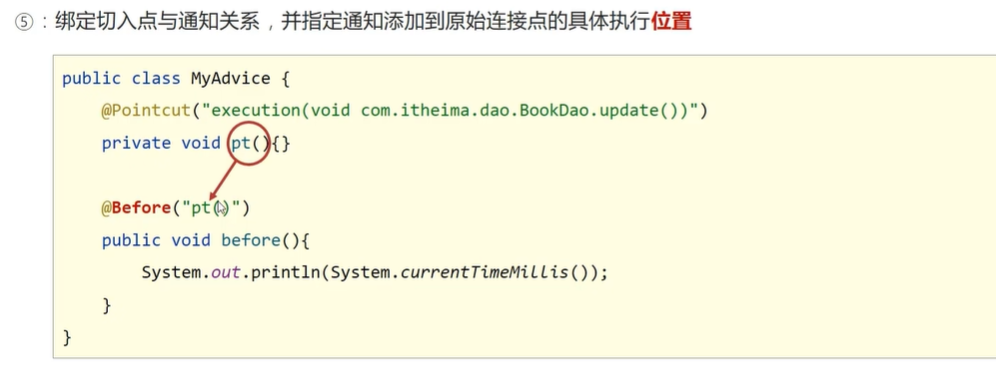 ⑤：绑定切入点与通知关系，并指定通知添加到原始连接点的具体执行位置
public class MyAdvice {
@Pointcut("execution(void com.itheima.dao.BookDao.update())")
private void pt(){}
@Before("pt()")
public void before(){
System.out.println(System.currentTimeMillis());
}
}